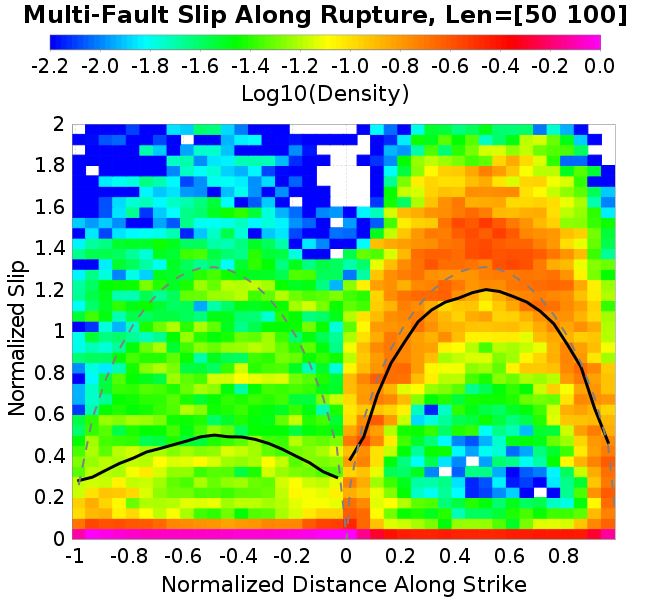 Multi-Fault Slip Along Rupture, Len=[50 100]
-2.2 -2.0 -1.8 -1.6 -1.4 -1.2 -1.0 -0.8 -0.6 -0.4 -0.2 0.0
Log10(Density)
2
1.8
1.6
1.4
1.2
1
0.8
0.6
0.4
0.2
0
Normalized Slip
-1 -0.8 -0.6 -0.4 -0.2 0 0.2 0.4 0.6 0.8
Normalized Distance Along Strike